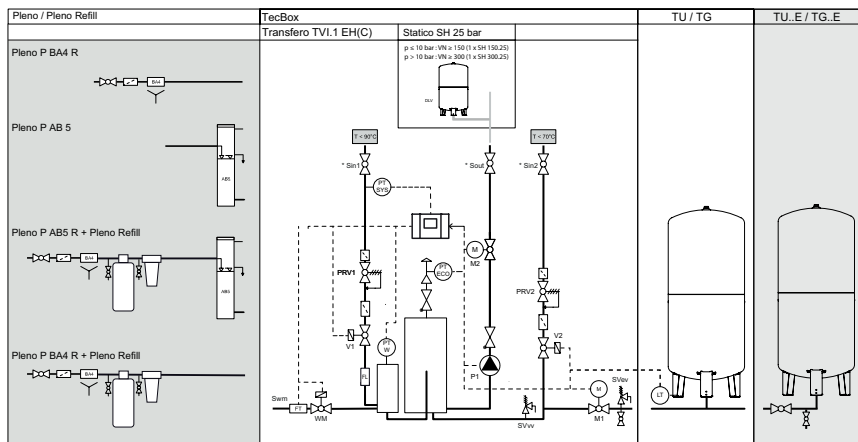 Pleno / Pleno Refill
TecBox
TU / TG
TU..E / TG..E
Transfero TVI.1 EH(C)
Statico SH 25 bar
p ≤ 10 bar : VN ≥ 150 (1 x SH 150.25)
p > 10 bar : VN ≥ 300 (1 x SH 300.25)
DLV
Pleno P BA4 R
BA4
Pleno P AB 5
AB5
Pleno P AB5 R + Pleno Refill
BA4
AB5
Pleno P BA4 R + Pleno Refill
BA4
T < 90°C
T < 70°C
* Sin1
* Sout
* Sin2
PT
SYS
M
M2
PT
ECO
PRV1
PRV2
V1
V2
PT
W
P1
FL
Swm
FT
WM
SVvv
M
M1
SVev
LT